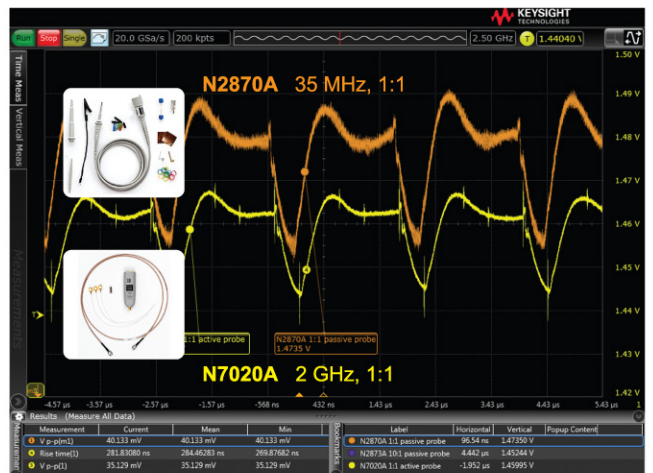 KEYSIGHT
TECHNOLOGIES
Run Stop Single 20.0 GSa/s 200 kpts 2.50 GHz T 1.44040 V
Time Meas
Vertical Meas
Measurements
1.50 V
N2870A 35 MHz, 1:1
1.49 V
1.48 V
1.47 V
1.46 V
1.45 V
1.44 V
1.43 V
1.42 V
T
4
1:1 active probe
N2870A 1:1 passive probe
1.4735 V
N7020A 2 GHz, 1:1
-4.57 µs -3.57 µs -2.57 µs -1.57 µs -568 ns 432 ns 1.43 µs 2.43 µs 3.43 µs 4.43 µs 5.43 µs 1
Results (Measure All Data)
Measurement Current Mean Min
V p-p(m1) 40.133 mV 40.133 mV 40.133 mV
Rise time(1) 281.83080 ns 284.46283 ns 269.87682 ns
V p-p(1) 35.129 mV 35.129 mV 35.129 mV
Bookmarks
Label Horizontal Vertical Popup Content
N2870A 1:1 passive probe 96.54 ns 1.47350 V
N2873A 10:1 passive probe 4.442 µs 1.45244 V
N7020A 1:1 active probe -1.952 µs 1.45995 V